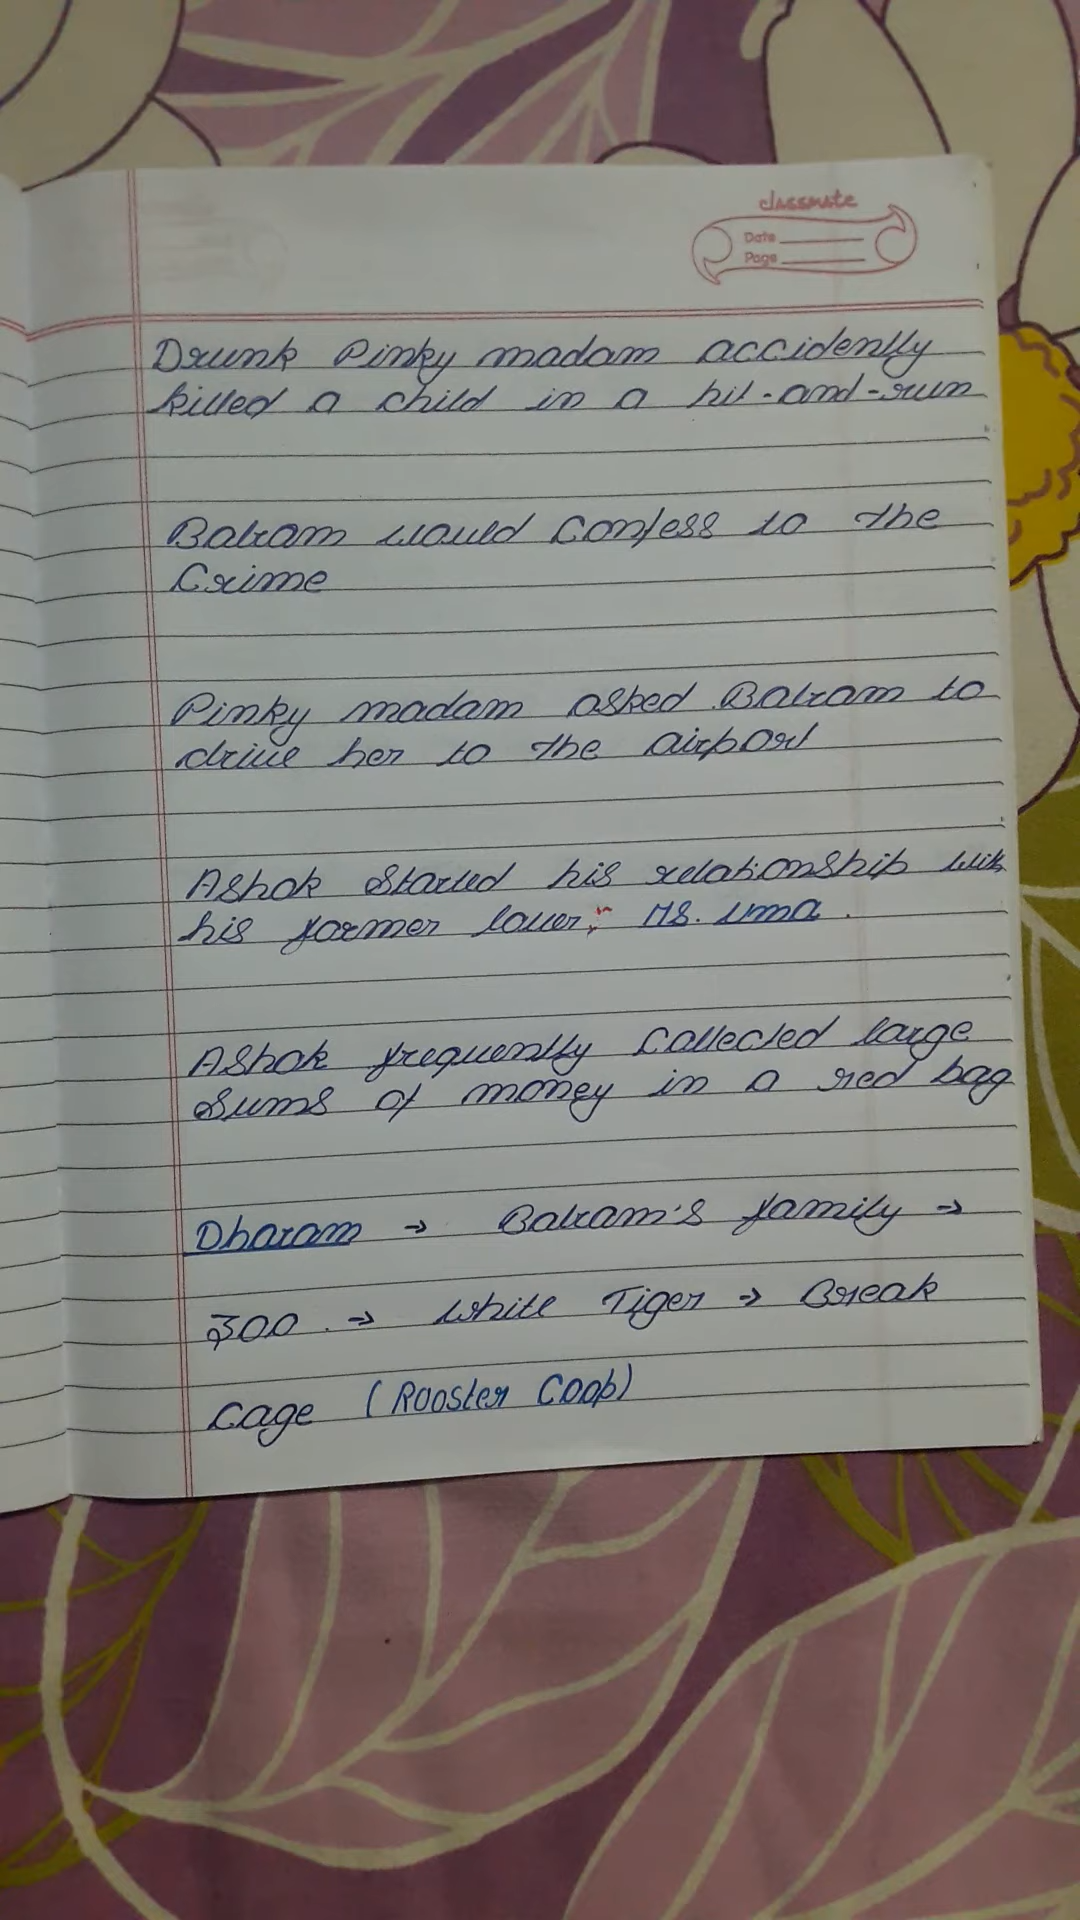 classmate
Date
Page
Drunk Pinky madam accidently
killed a child in a hit-and-run
Balram would Confess to the
Crime
Pinky madam asked Balram to
drive her to the airport
Ashok Started his relationship with
his former lover; MS. Uma.
Ashok frequently Collected large
Sums of money in a red bag
Dharam → Balram's family →
ZOO → White Tiger → Break
Cage (Rooster Coop)